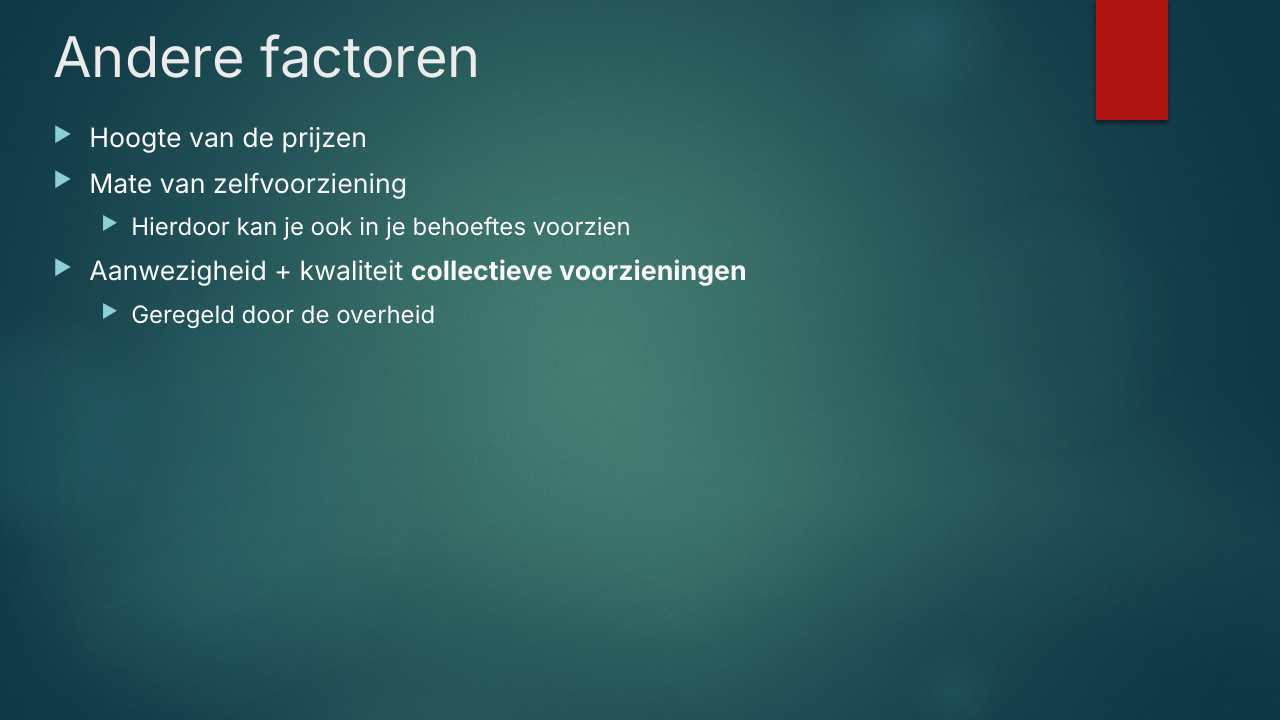 Andere factoren
Hoogte van de prijzen
Mate van zelfvoorziening
Hierdoor kan je ook in je behoeftes voorzien
Aanwezigheid + kwaliteit collectieve voorzieningen
Geregeld door de overheid